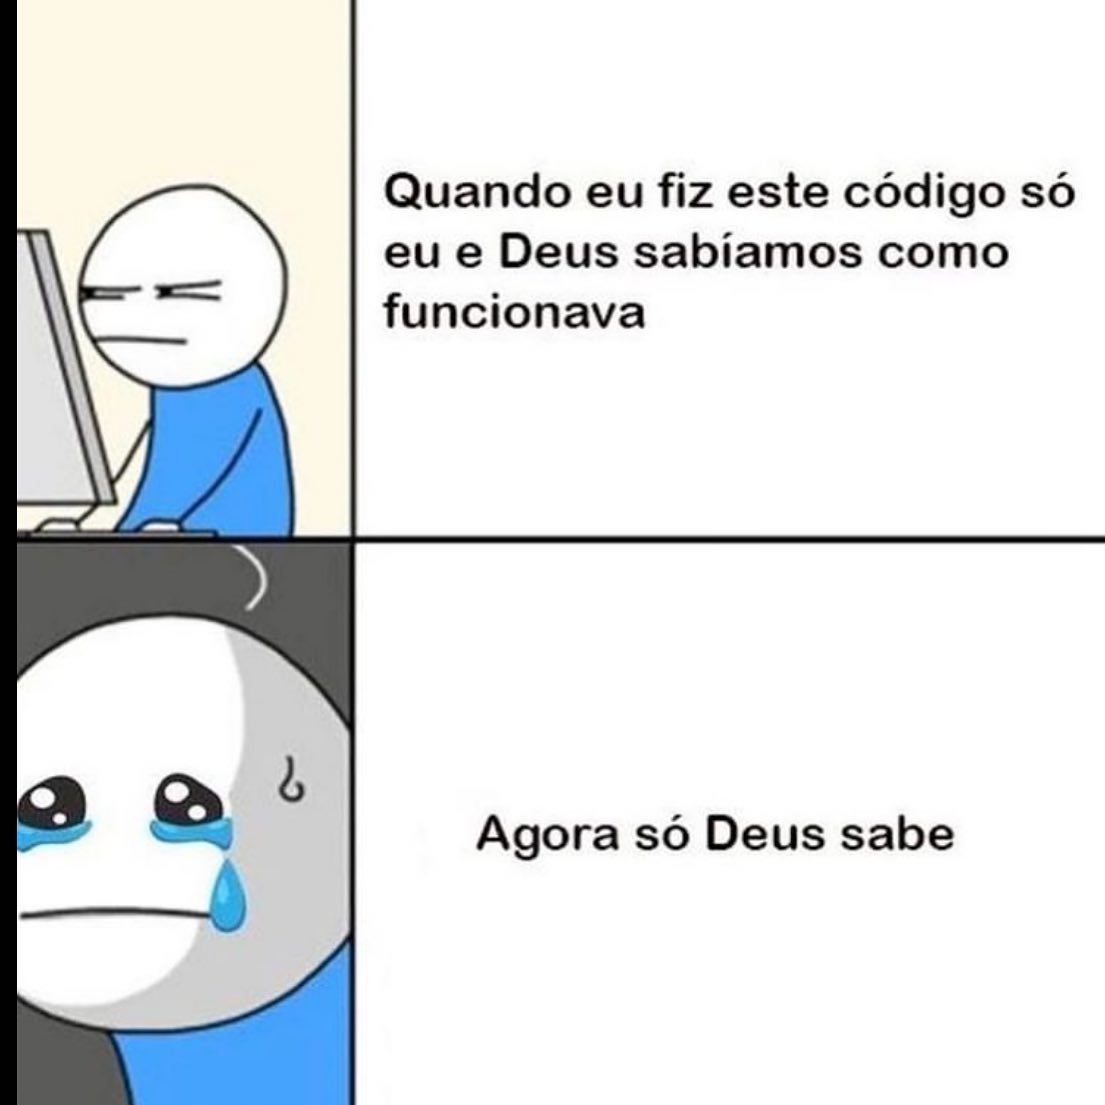 Quando eu fiz este código só
eu e Deus sabíamos como
funcionava
Agora só Deus sabe